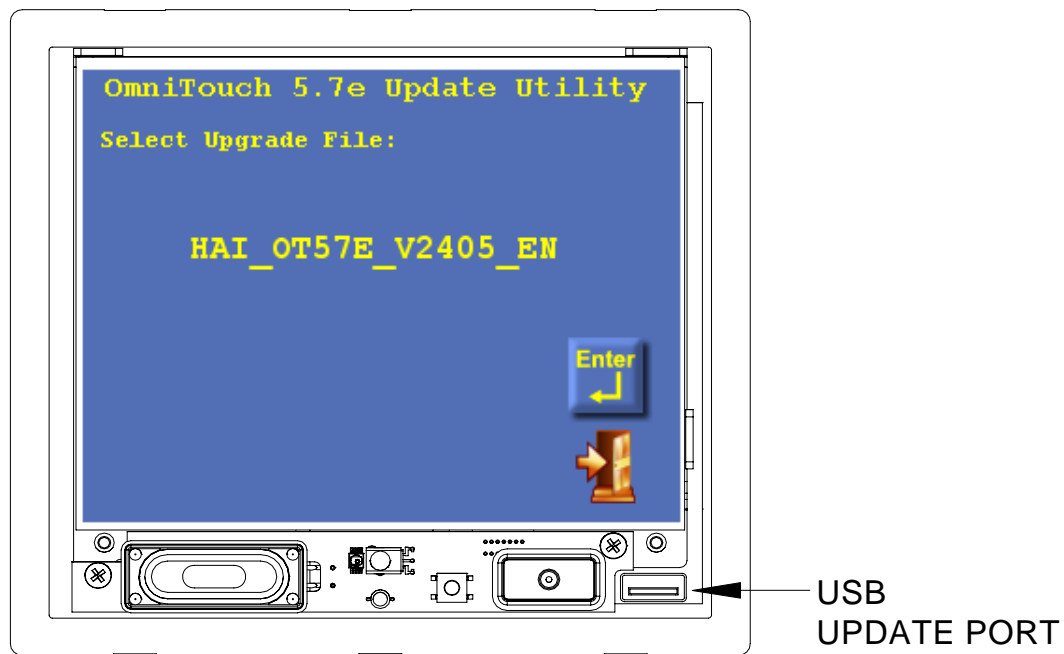 OmniTouch 5.7e Update Utility
Select Upgrade File:
HAI_OT57E_V2405_EN
Enter
USB
UPDATE PORT